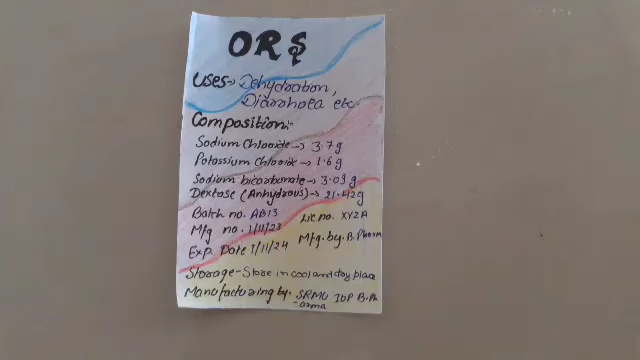 ORS
Uses→ Dehydration,
Diarrhoea etc.
Composition:-
Sodium Chloride → 3.7g
Potassium Chloride → 1.6g
Sodium bicarbonate → 3.09 g
Dextose (Anhydrous) → 21.42g
Batch no. AB13 Lic no. XYZA
Mfg no. 1/11/23 Mfg. by. B. Pharm
Exp Date 1/11/24
Storage - Store in cool and dry place
Manufacturing by. SRMU IOP B.Ph
-arma